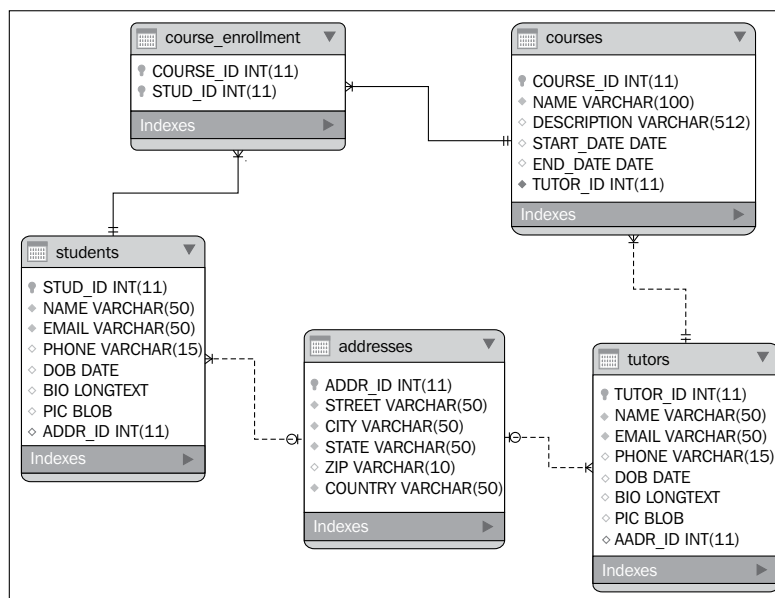 course_enrollment
COURSE_ID INT(11)
STUD_ID INT(11)
Indexes
courses
COURSE_ID INT(11)
NAME VARCHAR(100)
DESCRIPTION VARCHAR(512)
START_DATE DATE
END_DATE DATE
TUTOR_ID INT(11)
Indexes
students
STUD_ID INT(11)
NAME VARCHAR(50)
EMAIL VARCHAR(50)
PHONE VARCHAR(15)
DOB DATE
BIO LONGTEXT
PIC BLOB
ADDR_ID INT(11)
Indexes
addresses
ADDR_ID INT(11)
STREET VARCHAR(50)
CITY VARCHAR(50)
STATE VARCHAR(50)
ZIP VARCHAR(10)
COUNTRY VARCHAR(50)
Indexes
tutors
TUTOR_ID INT(11)
NAME VARCHAR(50)
EMAIL VARCHAR(50)
PHONE VARCHAR(15)
DOB DATE
BIO LONGTEXT
PIC BLOB
AADR_ID INT(11)
Indexes